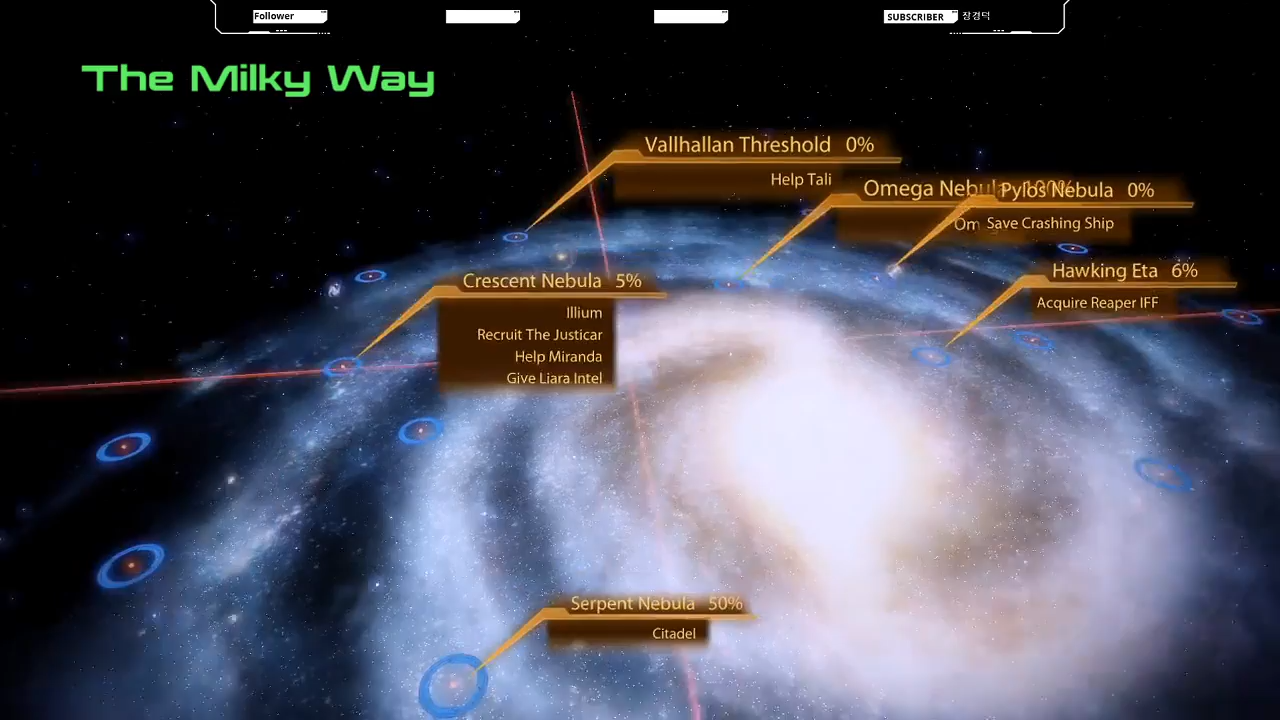 Follower
SUBSCRIBER 장경덕
The Milky Way
Vallhallan Threshold 0%
Help Tali
Omega Nebula 100%
Om
Pylos Nebula 0%
Save Crashing Ship
Hawking Eta 6%
Acquire Reaper IFF
Crescent Nebula 5%
Illium
Recruit The Justicar
Help Miranda
Give Liara Intel
Serpent Nebula 50%
Citadel